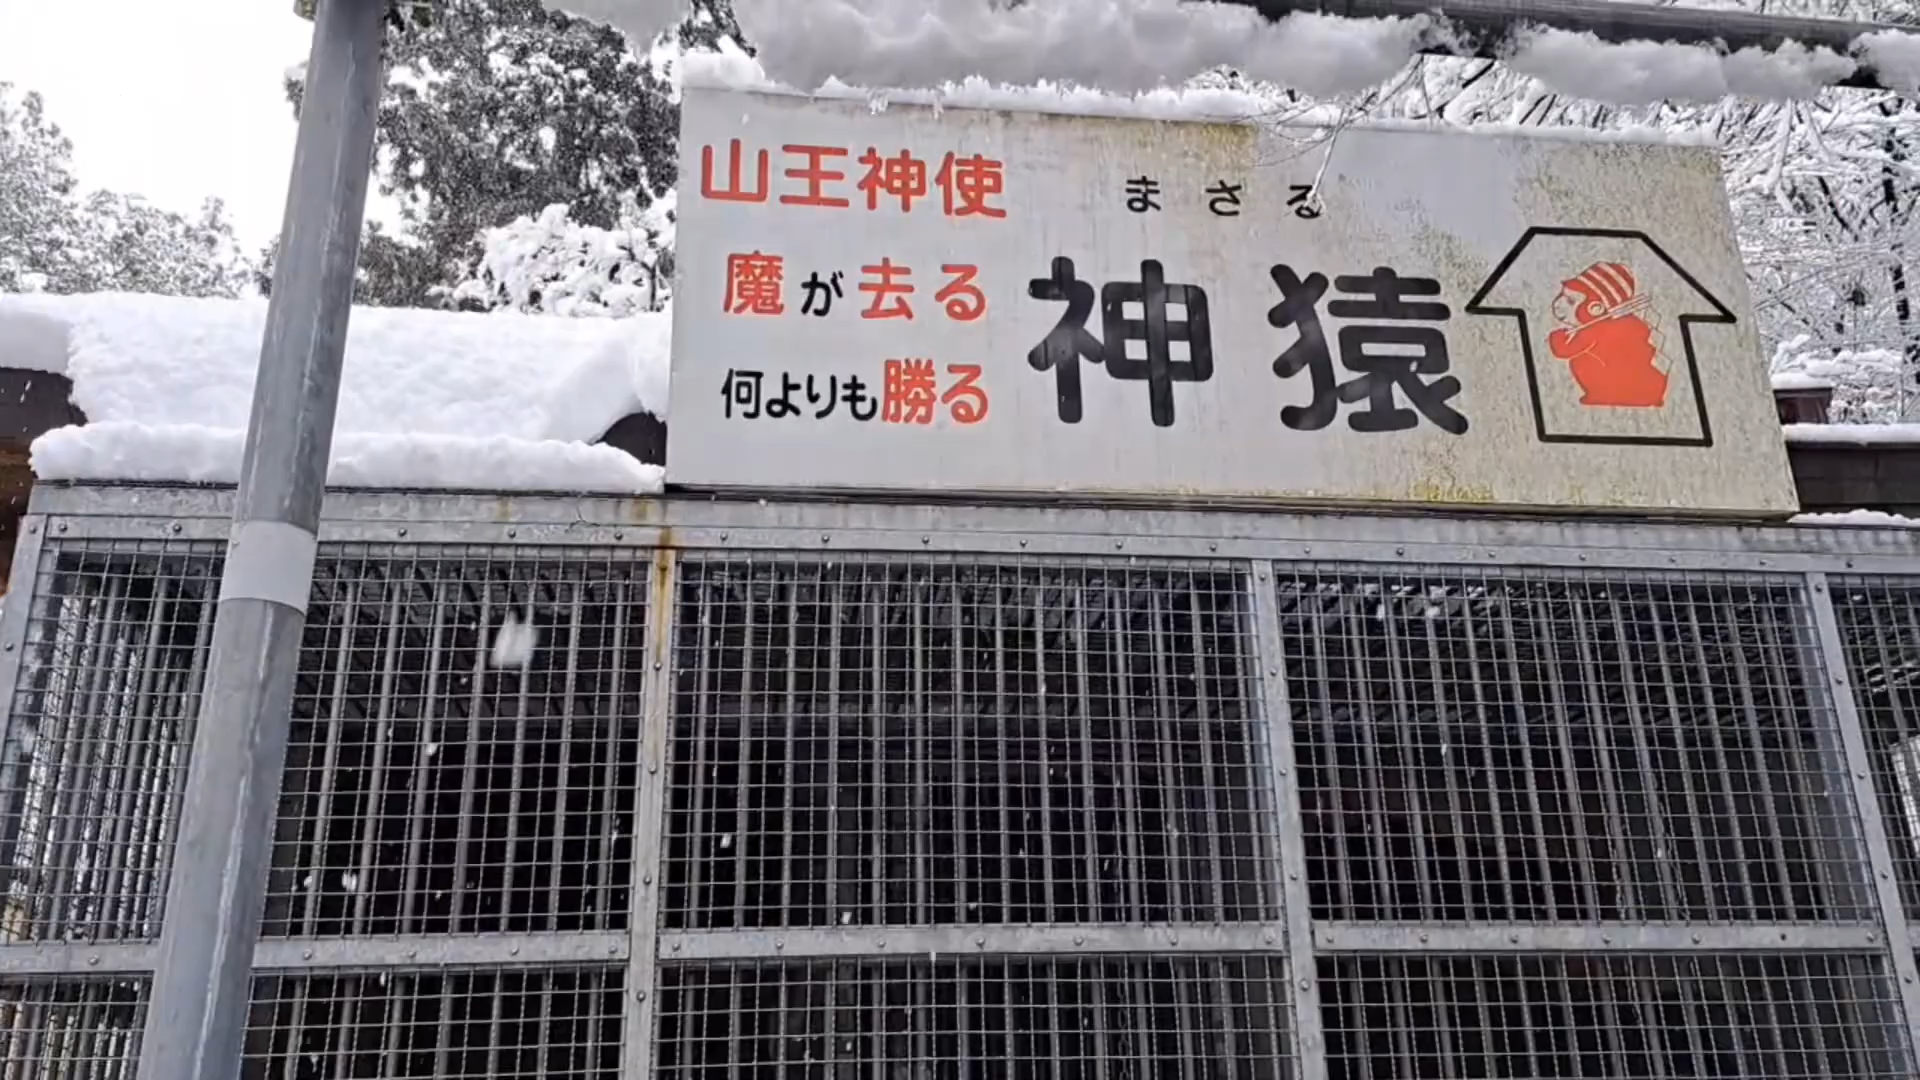 山王神使
魔が去る
何よりも勝る
まさる
神猿